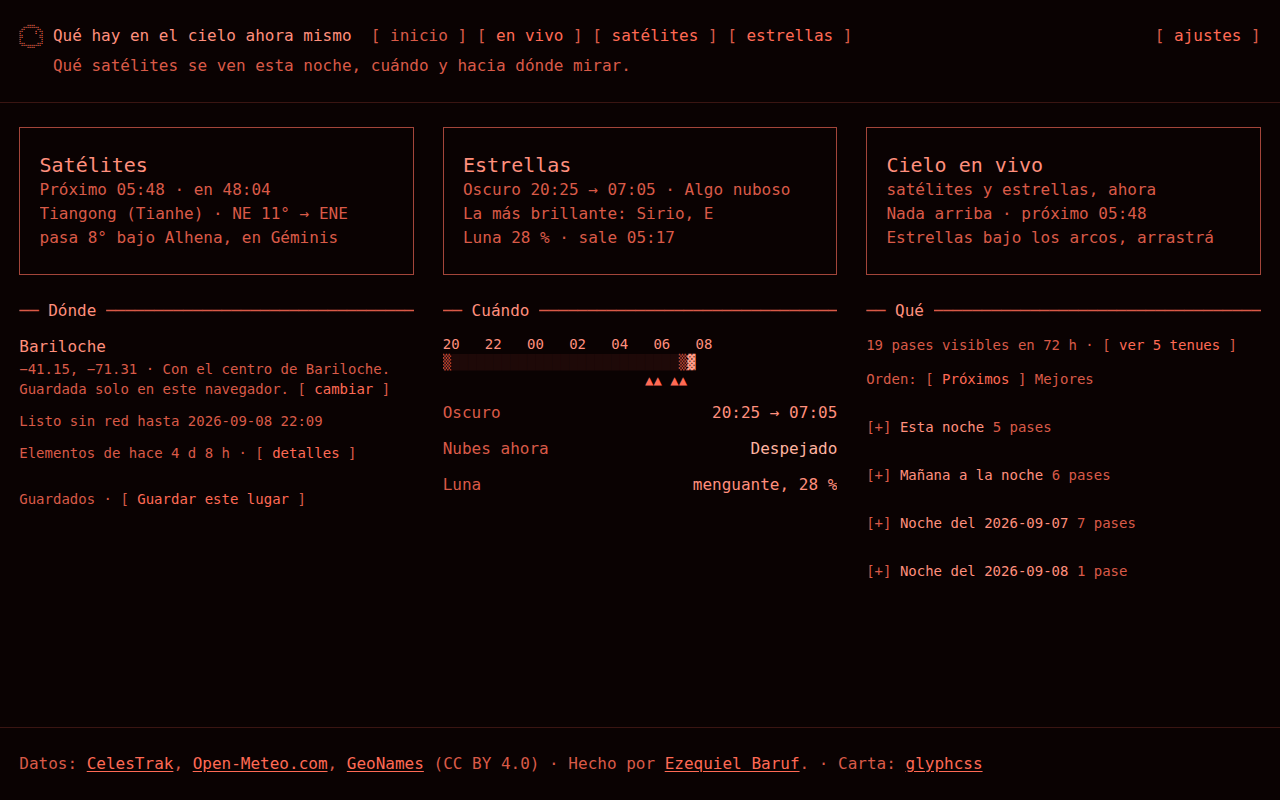 Qué hay en el cielo ahora mismo [ inicio ] [ en vivo ] [ satélites ] [ estrellas ] [ ajustes ]
Qué satélites se ven esta noche, cuándo y hacia dónde mirar.
Satélites
Próximo 05:48 · en 48:04
Tiangong (Tianhe) · NE 11° → ENE
pasa 8° bajo Alhena, en Géminis
Estrellas
Oscuro 20:25 → 07:05 · Algo nuboso
La más brillante: Sirio, E
Luna 28 % · sale 05:17
Cielo en vivo
satélites y estrellas, ahora
Nada arriba · próximo 05:48
Estrellas bajo los arcos, arrastrá
Dónde
Bariloche
−41.15, −71.31 · Con el centro de Bariloche.
Guardada solo en este navegador. [ cambiar ]
Listo sin red hasta 2026-09-08 22:09
Elementos de hace 4 d 8 h · [ detalles ]
Guardados · [ Guardar este lugar ]
Cuándo
20 22 00 02 04 06 08
Oscuro 20:25 → 07:05
Nubes ahora Despejado
Luna menguante, 28 %
Qué
19 pases visibles en 72 h · [ ver 5 tenues ]
Orden: [ Próximos ] Mejores
[+] Esta noche 5 pases
[+] Mañana a la noche 6 pases
[+] Noche del 2026-09-07 7 pases
[+] Noche del 2026-09-08 1 pase
Datos: CelesTrak, Open-Meteo.com, GeoNames (CC BY 4.0) · Hecho por Ezequiel Baruf. · Carta: glyphcss